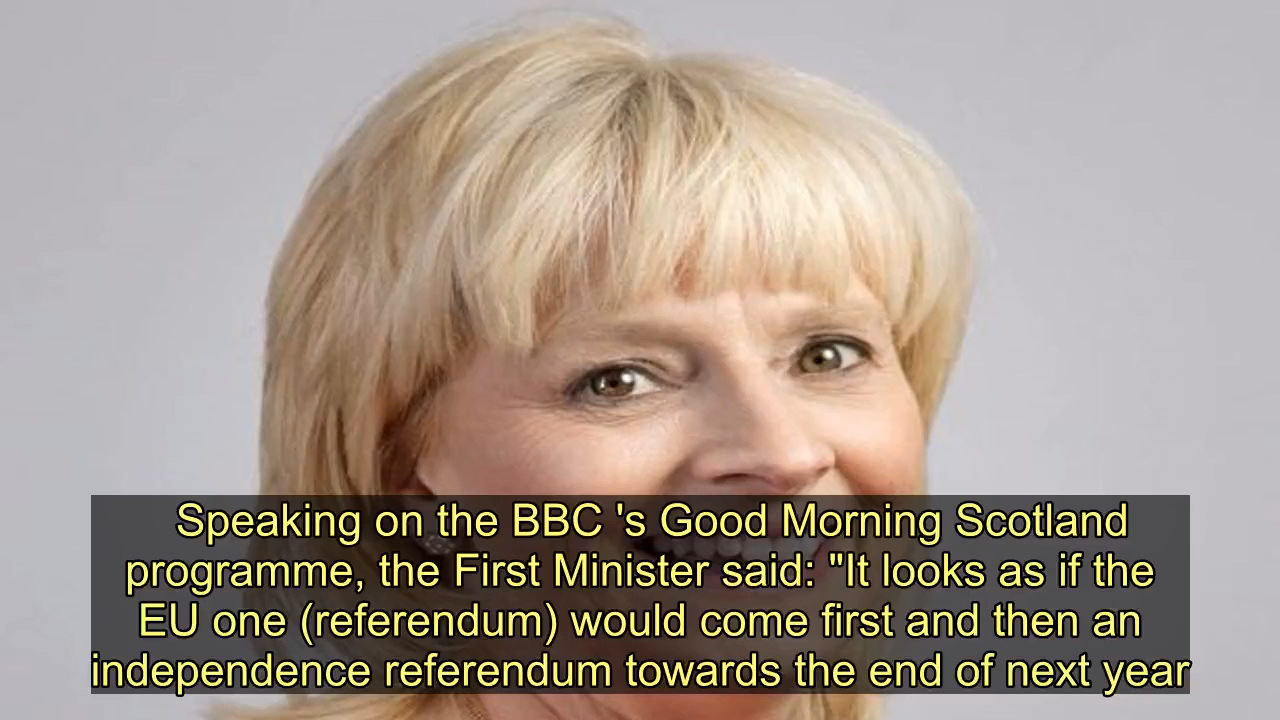 Speaking on the BBC 's Good Morning Scotland
programme, the First Minister said: "It looks as if the
EU one (referendum) would come first and then an
independence referendum towards the end of next year